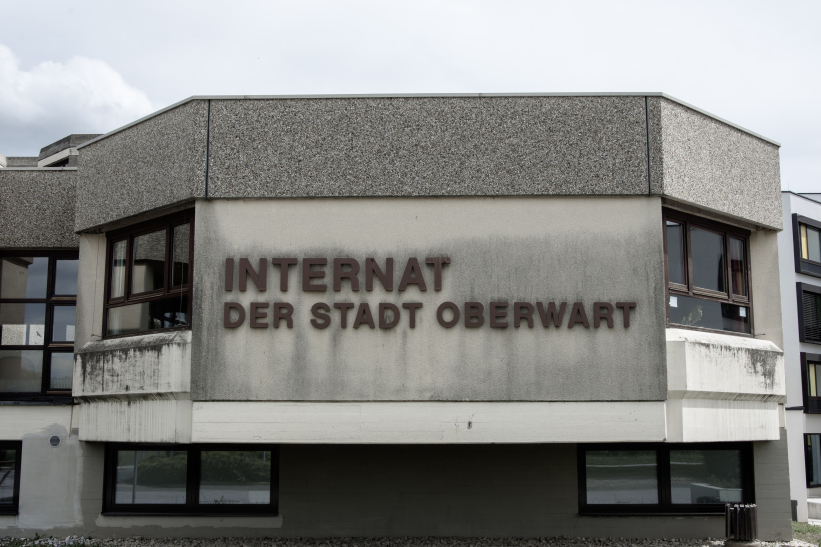 INTERNAT
DER STADT OBERWART